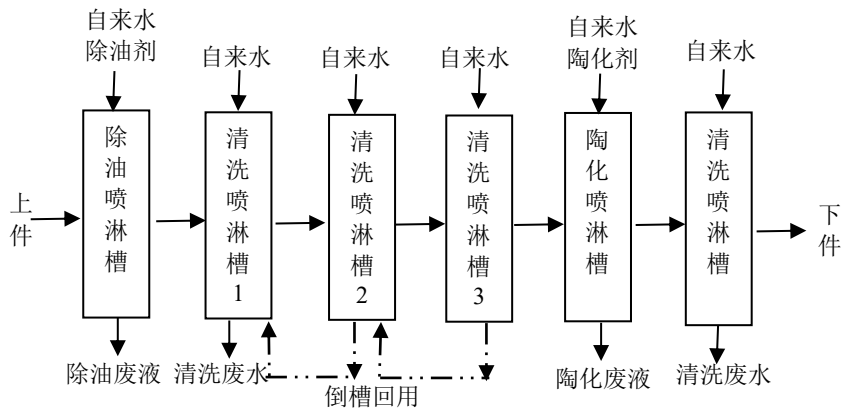 自来水
除油剂
自来水
自来水
自来水
自来水
陶化剂
自来水
上件
除油喷淋槽
清洗喷淋槽1
清洗喷淋槽2
清洗喷淋槽3
陶化喷淋槽
清洗喷淋槽
下件
除油废液
清洗废水
倒槽回用
陶化废液
清洗废水